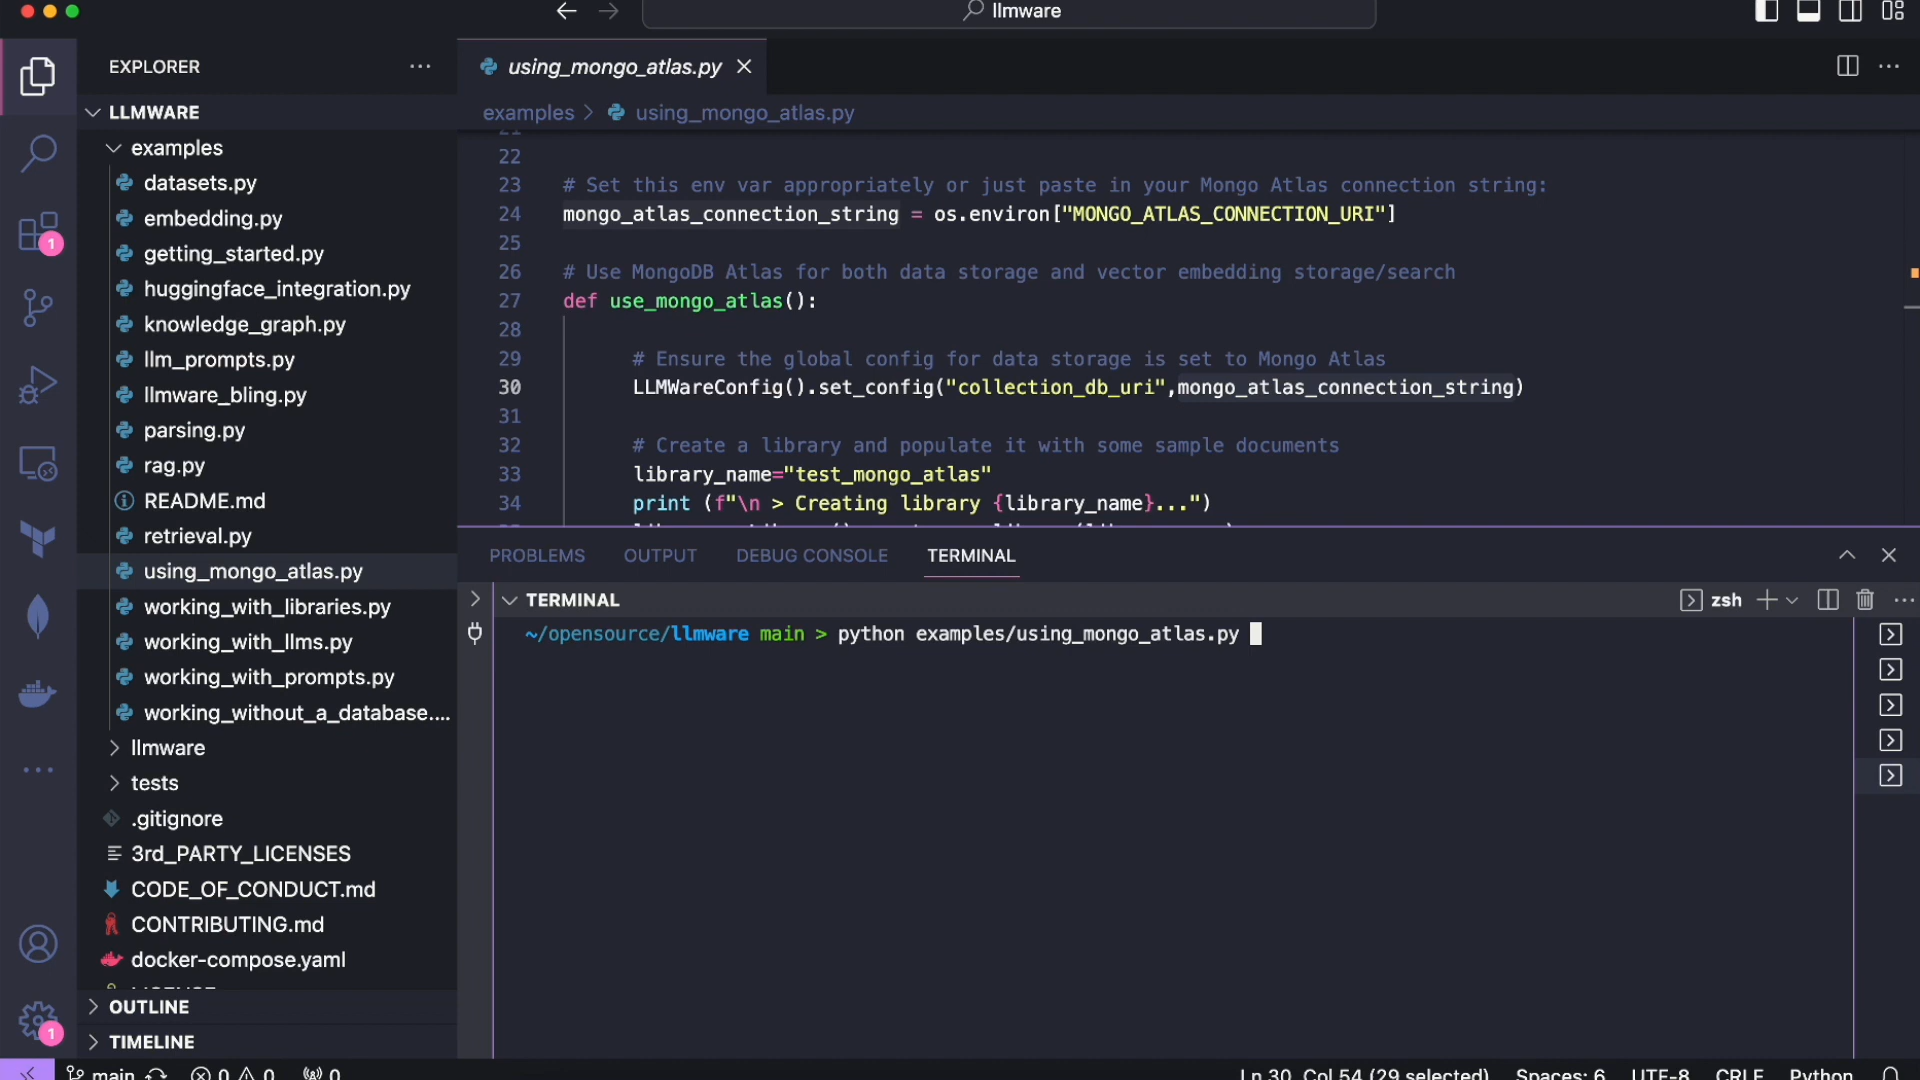 llmware
EXPLORER
LLMWARE
examples
datasets.py
embedding.py
getting_started.py
huggingface_integration.py
knowledge_graph.py
llm_prompts.py
llmware_bling.py
parsing.py
rag.py
README.md
retrieval.py
using_mongo_atlas.py
working_with_libraries.py
working_with_llms.py
working_with_prompts.py
working_without_a_database....
llmware
tests
.gitignore
3rd_PARTY_LICENSES
CODE_OF_CONDUCT.md
CONTRIBUTING.md
docker-compose.yaml
OUTLINE
TIMELINE
1
1
using_mongo_atlas.py
examples > using_mongo_atlas.py
22
23 # Set this env var appropriately or just paste in your Mongo Atlas connection string:
24 mongo_atlas_connection_string = os.environ["MONGO_ATLAS_CONNECTION_URI"]
25
26 # Use MongoDB Atlas for both data storage and vector embedding storage/search
27 def use_mongo_atlas():
28
29 # Ensure the global config for data storage is set to Mongo Atlas
30 LLMWareConfig().set_config("collection_db_uri",mongo_atlas_connection_string)
31
32 # Create a library and populate it with some sample documents
33 library_name="test_mongo_atlas"
34 print (f"\n > Creating library {library_name}...")
PROBLEMS OUTPUT DEBUG CONSOLE TERMINAL
TERMINAL
zsh
~/opensource/llmware main > python examples/using_mongo_atlas.py
main 0 0 0 Ln 30, Col 54 (29 selected) Spaces: 6 UTF-8 CRLF Python